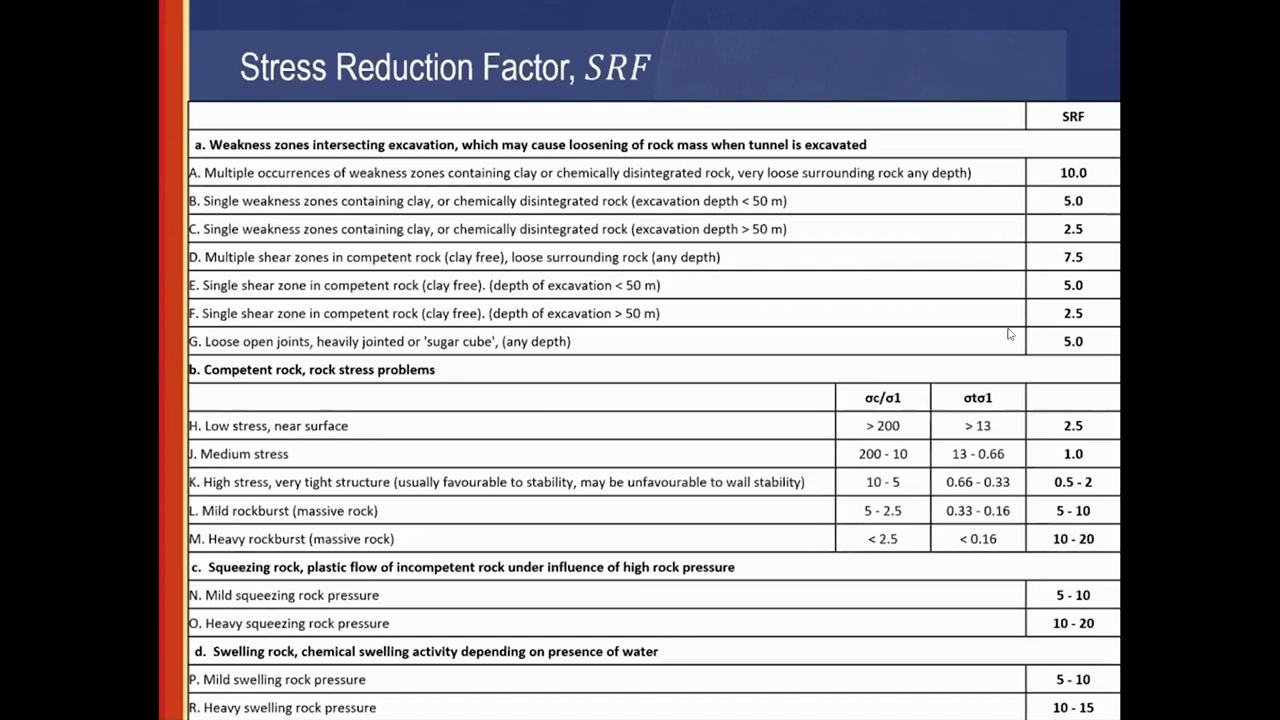 Stress Reduction Factor, SRF
SRF
a. Weakness zones intersecting excavation, which may cause loosening of rock mass when tunnel is excavated
A. Multiple occurrences of weakness zones containing clay or chemically disintegrated rock, very loose surrounding rock any depth) 10.0
B. Single weakness zones containing clay, or chemically disintegrated rock (excavation depth < 50 m) 5.0
C. Single weakness zones containing clay, or chemically disintegrated rock (excavation depth > 50 m) 2.5
D. Multiple shear zones in competent rock (clay free), loose surrounding rock (any depth) 7.5
E. Single shear zone in competent rock (clay free). (depth of excavation < 50 m) 5.0
F. Single shear zone in competent rock (clay free). (depth of excavation > 50 m) 2.5
G. Loose open joints, heavily jointed or 'sugar cube', (any depth) 5.0
b. Competent rock, rock stress problems
σc/σ1 σtσ1
H. Low stress, near surface > 200 > 13 2.5
J. Medium stress 200 - 10 13 - 0.66 1.0
K. High stress, very tight structure (usually favourable to stability, may be unfavourable to wall stability) 10 - 5 0.66 - 0.33 0.5 - 2
L. Mild rockburst (massive rock) 5 - 2.5 0.33 - 0.16 5 - 10
M. Heavy rockburst (massive rock) < 2.5 < 0.16 10 - 20
c. Squeezing rock, plastic flow of incompetent rock under influence of high rock pressure
N. Mild squeezing rock pressure 5 - 10
O. Heavy squeezing rock pressure 10 - 20
d. Swelling rock, chemical swelling activity depending on presence of water
P. Mild swelling rock pressure 5 - 10
R. Heavy swelling rock pressure 10 - 15